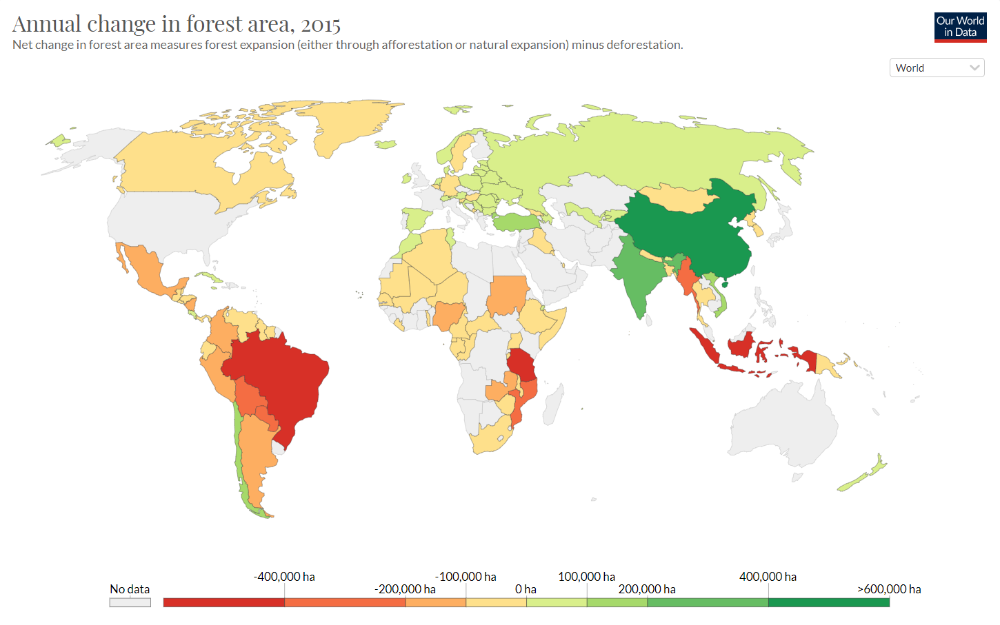 Annual change in forest area, 2015
Net change in forest area measures forest expansion (either through afforestation or natural expansion) minus deforestation.
Our World
in Data
World
-400,000 ha
-100,000 ha
100,000 ha
400,000 ha
No data
-200,000 ha
0 ha
200,000 ha
>600,000 ha